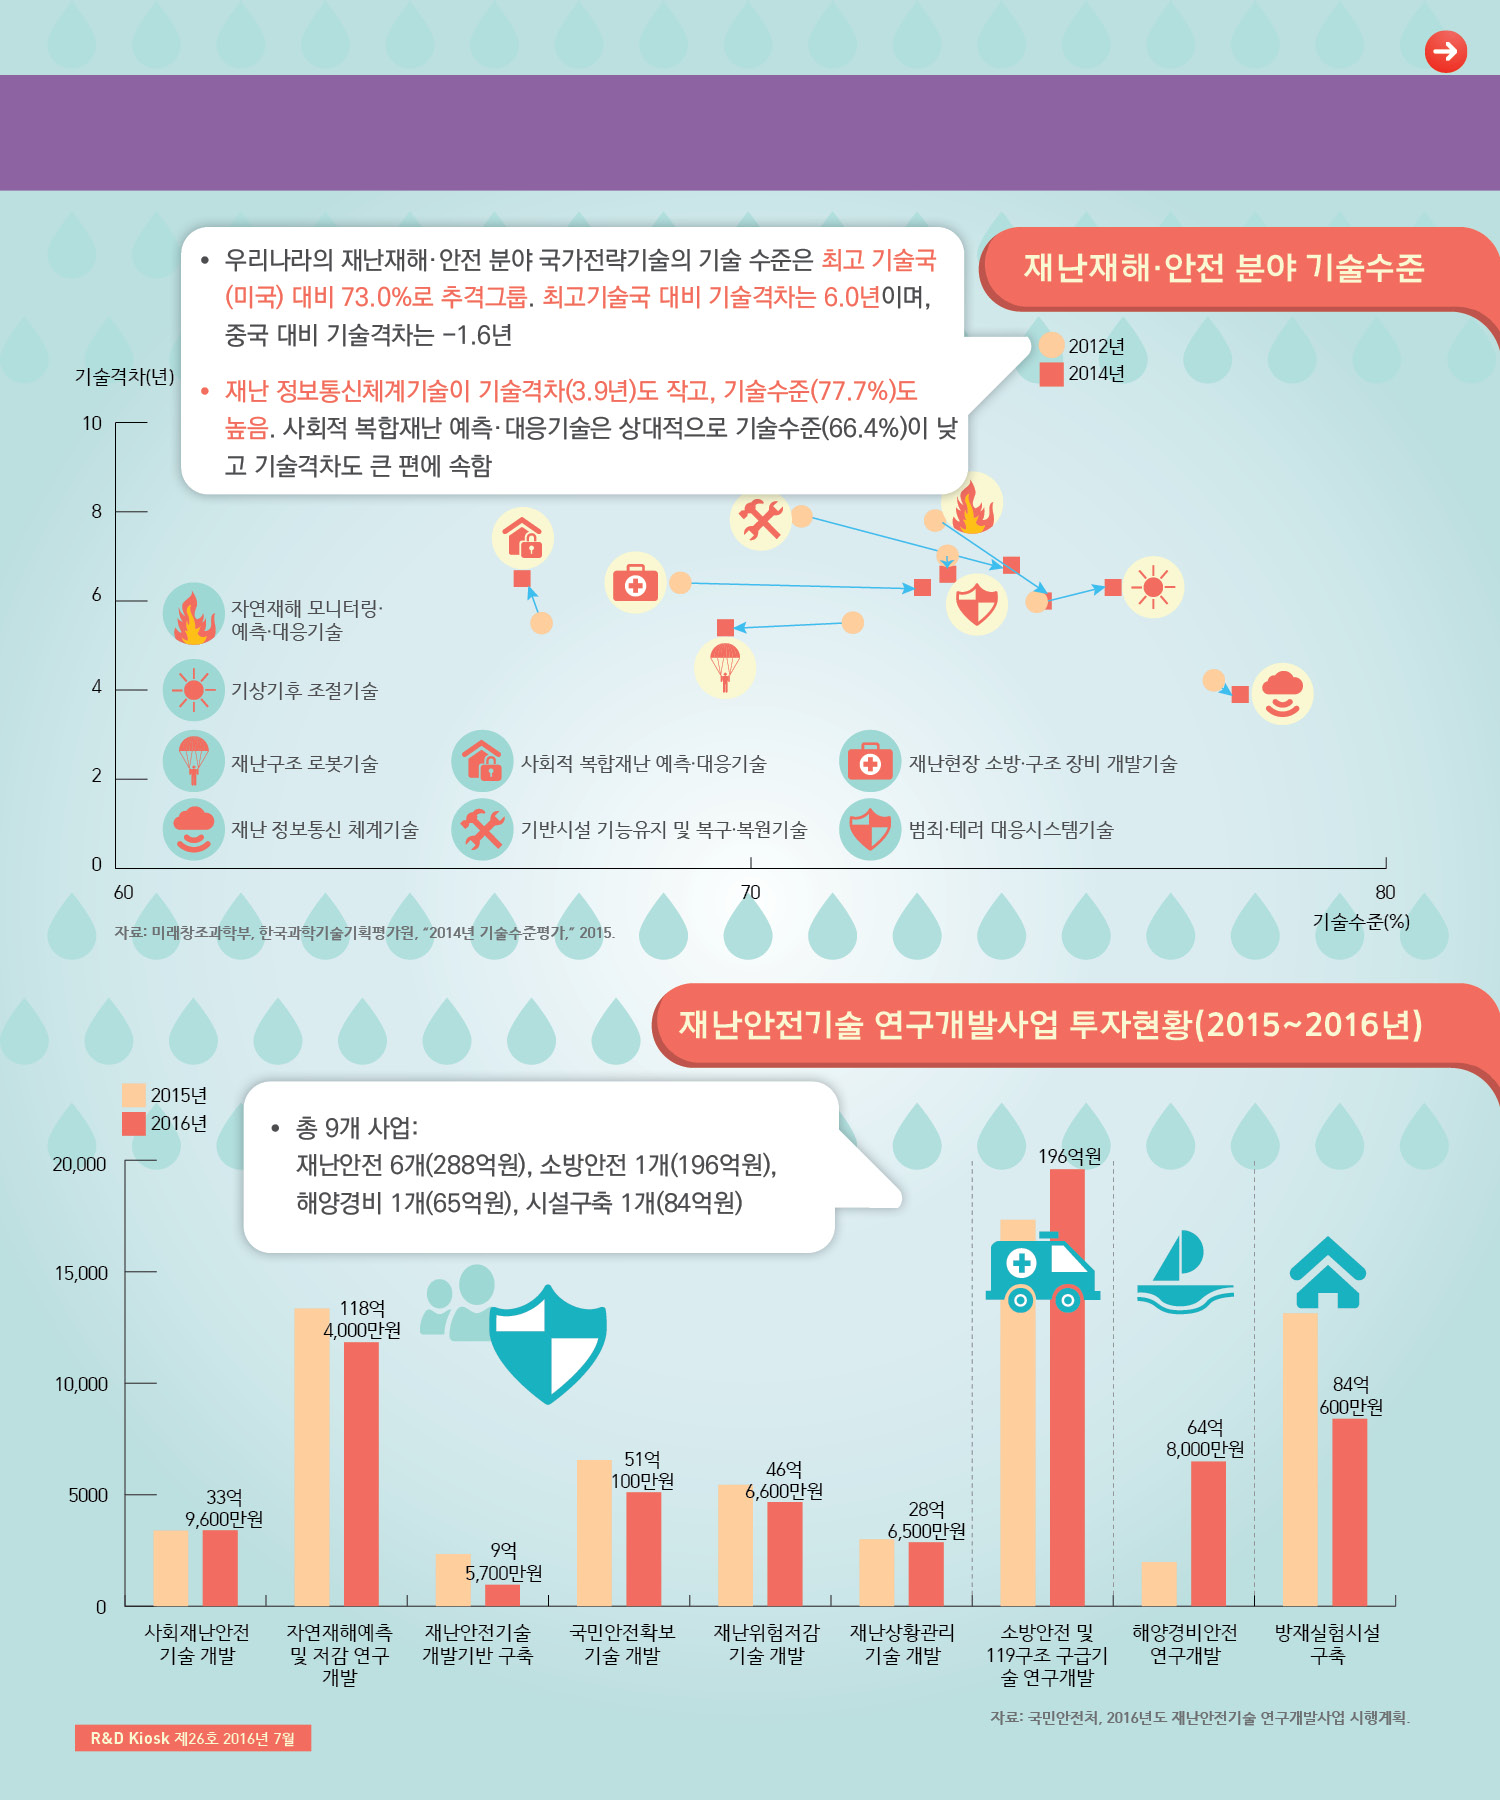 재난재해·안전 분야 기술수준
• 우리나라의 재난재해·안전 분야 국가전략기술의 기술 수준은 최고 기술국
(미국) 대비 73.0%로 추격그룹. 최고기술국 대비 기술격차는 6.0년이며,
중국 대비 기술격차는 -1.6년
• 재난 정보통신체계기술이 기술격차(3.9년)도 작고, 기술수준(77.7%)도
높음. 사회적 복합재난 예측·대응기술은 상대적으로 기술수준(66.4%)이 낮
고 기술격차도 큰 편에 속함
2012년
2014년
기술격차(년)
10
8
6
4
2
0
자연재해 모니터링·
예측·대응기술
기상기후 조절기술
재난구조 로봇기술
사회적 복합재난 예측·대응기술
재난현장 소방·구조 장비 개발기술
재난 정보통신 체계기술
기반시설 기능유지 및 복구·복원기술
범죄·테러 대응시스템기술
60
70
80
기술수준(%)
자료: 미래창조과학부, 한국과학기술기획평가원, “2014년 기술수준평가,” 2015.
재난안전기술 연구개발사업 투자현황(2015~2016년)
2015년
2016년
• 총 9개 사업:
재난안전 6개(288억원), 소방안전 1개(196억원),
해양경비 1개(65억원), 시설구축 1개(84억원)
20,000
15,000
10,000
5000
0
33억
9,600만원
118억
4,000만원
9억
5,700만원
51억
100만원
46억
6,600만원
28억
6,500만원
196억원
64억
8,000만원
84억
600만원
사회재난안전
기술 개발
자연재해예측
및 저감 연구
개발
재난안전기술
개발기반 구축
국민안전확보
기술 개발
재난위험저감
기술 개발
재난상황관리
기술 개발
소방안전 및
119구조 구급기
술 연구개발
해양경비안전
연구개발
방재실험시설
구축
자료: 국민안전처, 2016년도 재난안전기술 연구개발사업 시행계획.
R&D Kiosk 제26호 2016년 7월